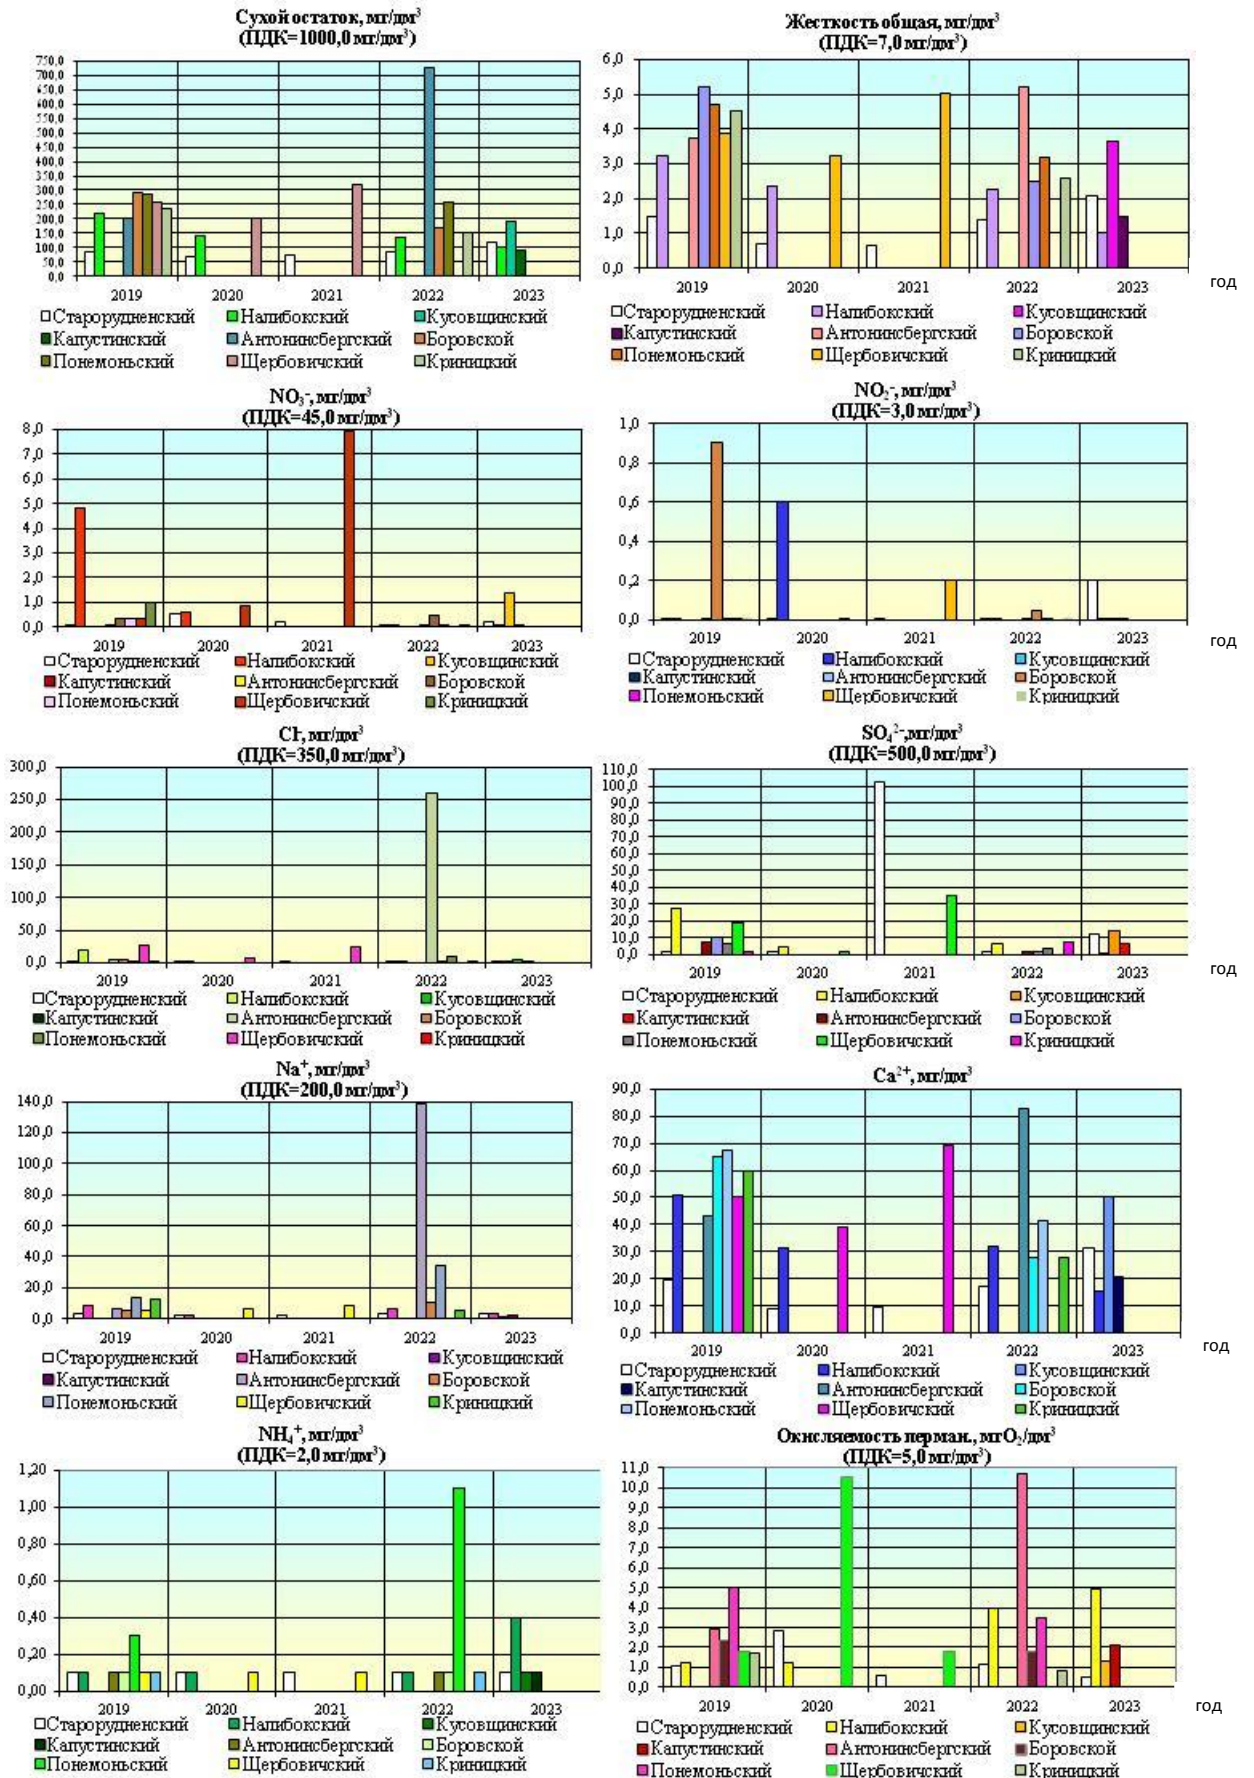 Сухой остаток, мг/дм³
(ПДК=1000,0 мг/дм³)
750,0
700,0
650,0
600,0
550,0
500,0
450,0
400,0
350,0
300,0
250,0
200,0
150,0
100,0
50,0
0,0
2019 2020 2021 2022 2023
Старорудненский Налибокский Кусовщинский
Капустинский Антонинсбергский Боровской
Понемоньский Щербовичский Криницкий
Жесткость общая, мг/дм³
(ПДК=7,0 мг/дм³)
6,0
5,0
4,0
3,0
2,0
1,0
0,0
2019 2020 2021 2022 2023
год
Старорудненский Налибокский Кусовщинский
Капустинский Антонинсбергский Боровской
Понемоньский Щербовичский Криницкий
NO₃⁻, мг/дм³
(ПДК=45,0 мг/дм³)
8,0
7,0
6,0
5,0
4,0
3,0
2,0
1,0
0,0
2019 2020 2021 2022 2023
Старорудненский Налибокский Кусовщинский
Капустинский Антонинсбергский Боровской
Понемоньский Щербовичский Криницкий
NO₂⁻, мг/дм³
(ПДК=3,0 мг/дм³)
1,0
0,8
0,6
0,4
0,2
0,0
2019 2020 2021 2022 2023
год
Старорудненский Налибокский Кусовщинский
Капустинский Антонинсбергский Боровской
Понемоньский Щербовичский Криницкий
Cl⁻, мг/дм³
(ПДК=350,0 мг/дм³)
300,0
250,0
200,0
150,0
100,0
50,0
0,0
2019 2020 2021 2022 2023
Старорудненский Налибокский Кусовщинский
Капустинский Антонинсбергский Боровской
Понемоньский Щербовичский Криницкий
SO₄²⁻, мг/дм³
(ПДК=500,0 мг/дм³)
110,0
100,0
90,0
80,0
70,0
60,0
50,0
40,0
30,0
20,0
10,0
0,0
2019 2020 2021 2022 2023
год
Старорудненский Налибокский Кусовщинский
Капустинский Антонинсбергский Боровской
Понемоньский Щербовичский Криницкий
Na⁺, мг/дм³
(ПДК=200,0 мг/дм³)
140,0
120,0
100,0
80,0
60,0
40,0
20,0
0,0
2019 2020 2021 2022 2023
Старорудненский Налибокский Кусовщинский
Капустинский Антонинсбергский Боровской
Понемоньский Щербовичский Криницкий
Ca²⁺, мг/дм³
90,0
80,0
70,0
60,0
50,0
40,0
30,0
20,0
10,0
0,0
2019 2020 2021 2022 2023
год
Старорудненский Налибокский Кусовщинский
Капустинский Антонинсбергский Боровской
Понемоньский Щербовичский Криницкий
NH₄⁺, мг/дм³
(ПДК=2,0 мг/дм³)
1,20
1,00
0,80
0,60
0,40
0,20
0,00
2019 2020 2021 2022 2023
Старорудненский Налибокский Кусовщинский
Капустинский Антонинсбергский Боровской
Понемоньский Щербовичский Криницкий
Окисляемость перман., мгО₂/дм³
(ПДК=5,0 мг/дм³)
11,0
10,0
9,0
8,0
7,0
6,0
5,0
4,0
3,0
2,0
1,0
0,0
2019 2020 2021 2022 2023
год
Старорудненский Налибокский Кусовщинский
Капустинский Антонинсбергский Боровской
Понемоньский Щербовичский Криницкий